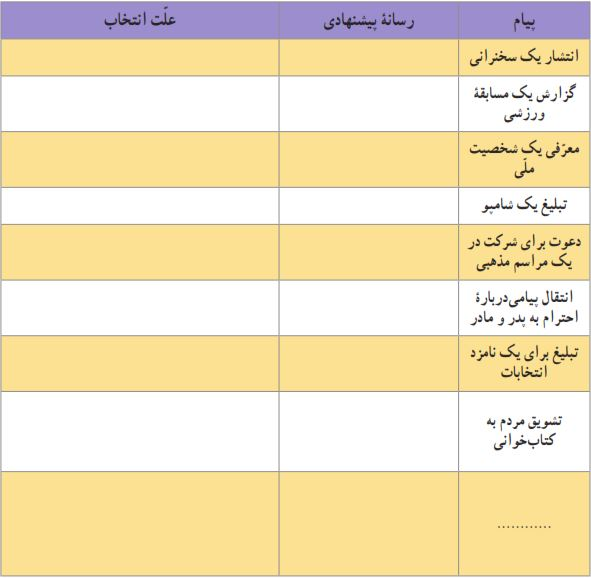 پیام رسانهٔ پیشنهادی علّت انتخاب
انتشار یک سخنرانی
گزارش یک مسابقهٔ
ورزشی
معرّفی یک شخصیت
ملّی
تبلیغ یک شامپو
دعوت برای شرکت در
یک مراسم مذهبی
انتقال پیامی‌دربارهٔ
احترام به پدر و مادر
تبلیغ برای یک نامزد
انتخابات
تشویق مردم به
کتاب‌خوانی
............